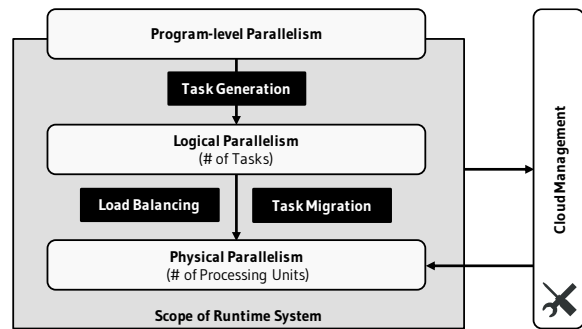 Program-level Parallelism
Task Generation
Logical Parallelism
(# of Tasks)
Load Balancing
Task Migration
Physical Parallelism
(# of Processing Units)
Scope of Runtime System
Cloud Management